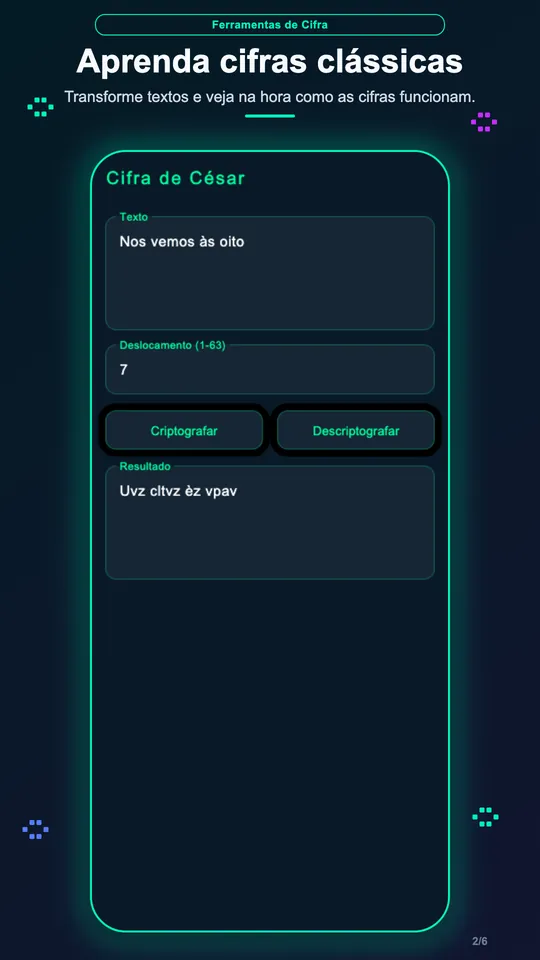 Ferramentas de Cifra
Aprenda cifras clássicas
Transforme textos e veja na hora como as cifras funcionam.
Cifra de César
Texto
Nos vemos às oito
Deslocamento (1-63)
7
Criptografar
Descriptografar
Resultado
Uvz cltvz èz vpav
2/6